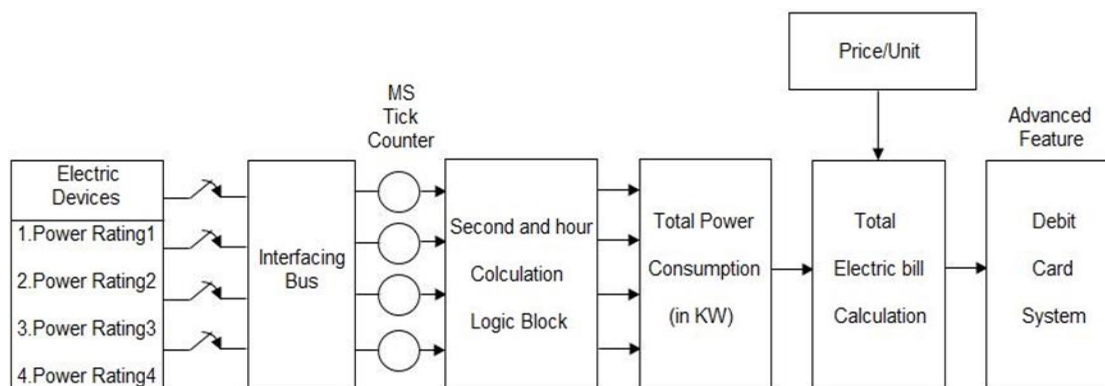 Price/Unit
MS
Tick
Counter
Advanced
Feature
Electric
Devices
1.Power Rating1
2.Power Rating2
3.Power Rating3
4.Power Rating4
Interfacing
Bus
Second and hour
Colculation
Logic Block
Total Power
Consumption
(in KW)
Total
Electric bill
Calculation
Debit
Card
System